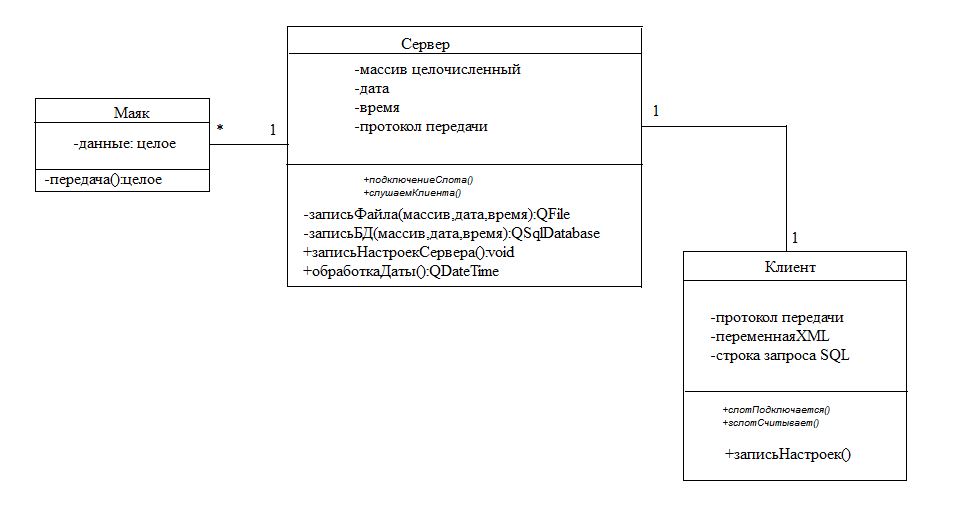 Маяк
-данные: целое
-передача():целое
*
1
Сервер
-массив целочисленный
-дата
-время
-протокол передачи
+подключениеСлота()
+слушаемКлиента()
-записьФайла(массив,дата,время):QFile
-записьБД(массив,дата,время):QSqlDatabase
+записьНастроекСервера():void
+обработкаДаты():QDateTime
1
1
Клиент
-протокол передачи
-переменнаяXML
-строка запроса SQL
+слотПодключается()
+зслотСчитывает()
+записьНастроек()